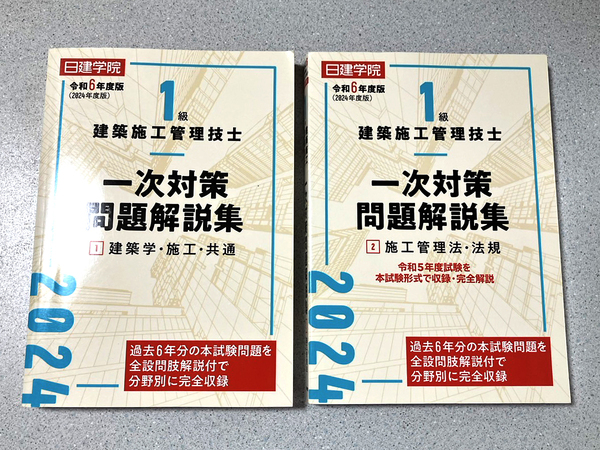 日建学院
令和6年度版
(2024年度版)
1級
建築施工管理技士
一次対策
問題解説集
1 建築学・施工・共通
2024
過去6年分の本試験問題を
全設問肢解説付で
分野別に完全収録
日建学院
令和6年度版
(2024年度版)
1級
建築施工管理技士
一次対策
問題解説集
2 施工管理法・法規
令和5年度試験を
本試験形式で収録・完全解説
2024
過去6年分の本試験問題を
全設問肢解説付で
分野別に完全収録